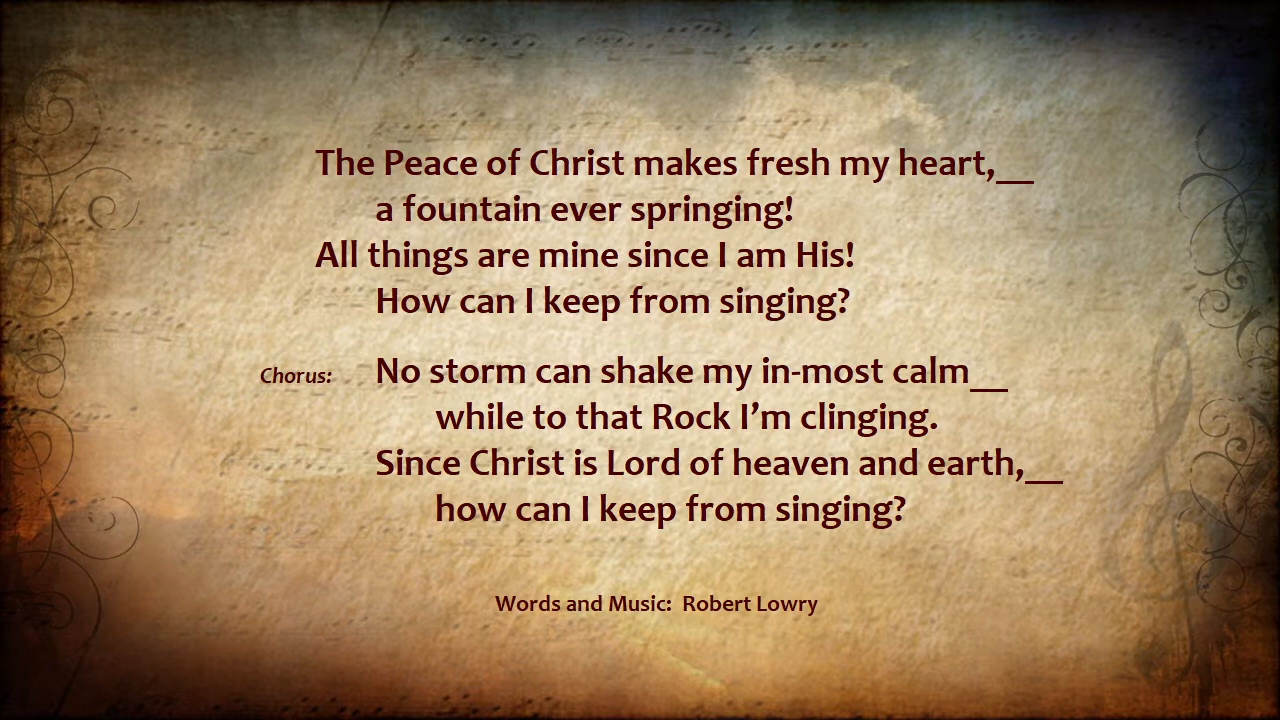 The Peace of Christ makes fresh my heart,__
a fountain ever springing!
All things are mine since I am His!
How can I keep from singing?
Chorus: No storm can shake my in-most calm__
while to that Rock I’m clinging.
Since Christ is Lord of heaven and earth,__
how can I keep from singing?
Words and Music: Robert Lowry